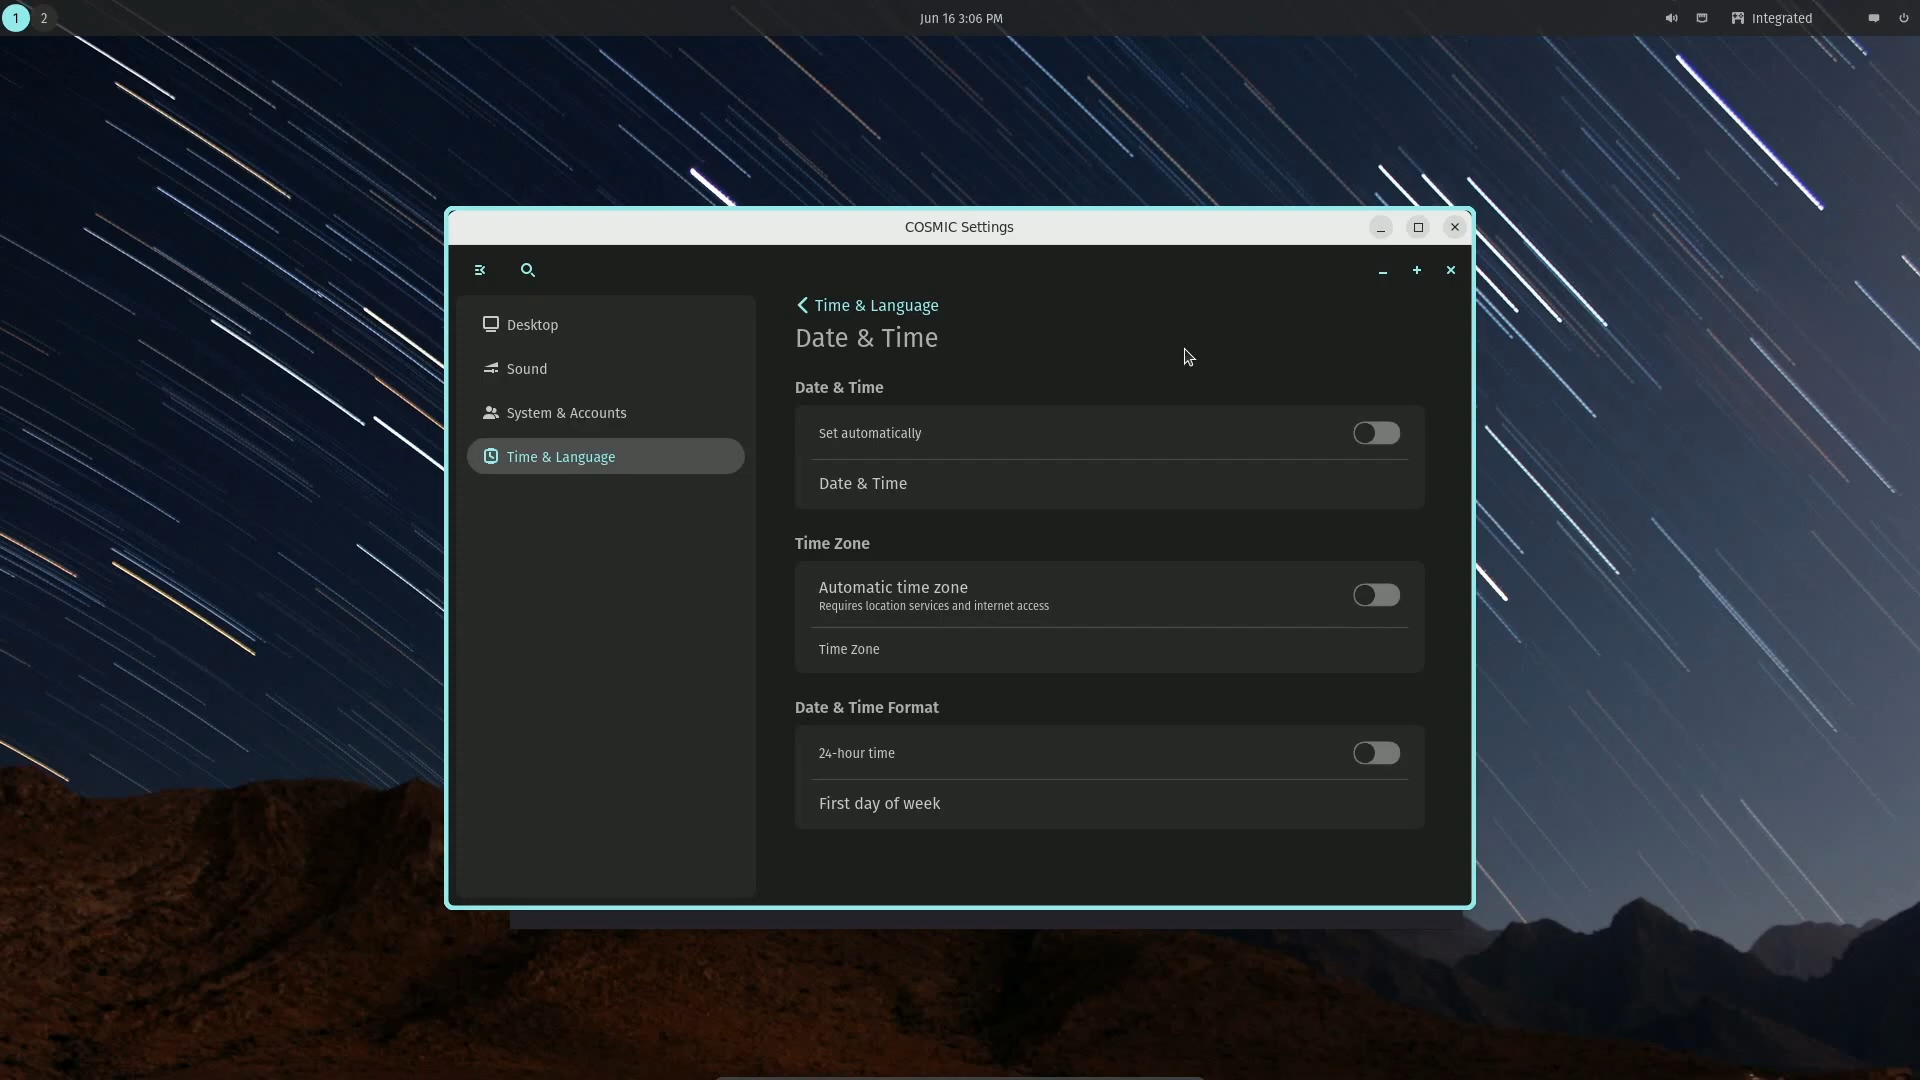 1 2 Jun 16 3:06 PM Integrated
COSMIC Settings
Desktop
Sound
System & Accounts
Time & Language
Time & Language
Date & Time
Date & Time
Set automatically
Date & Time
Time Zone
Automatic time zone
Requires location services and internet access
Time Zone
Date & Time Format
24-hour time
First day of week